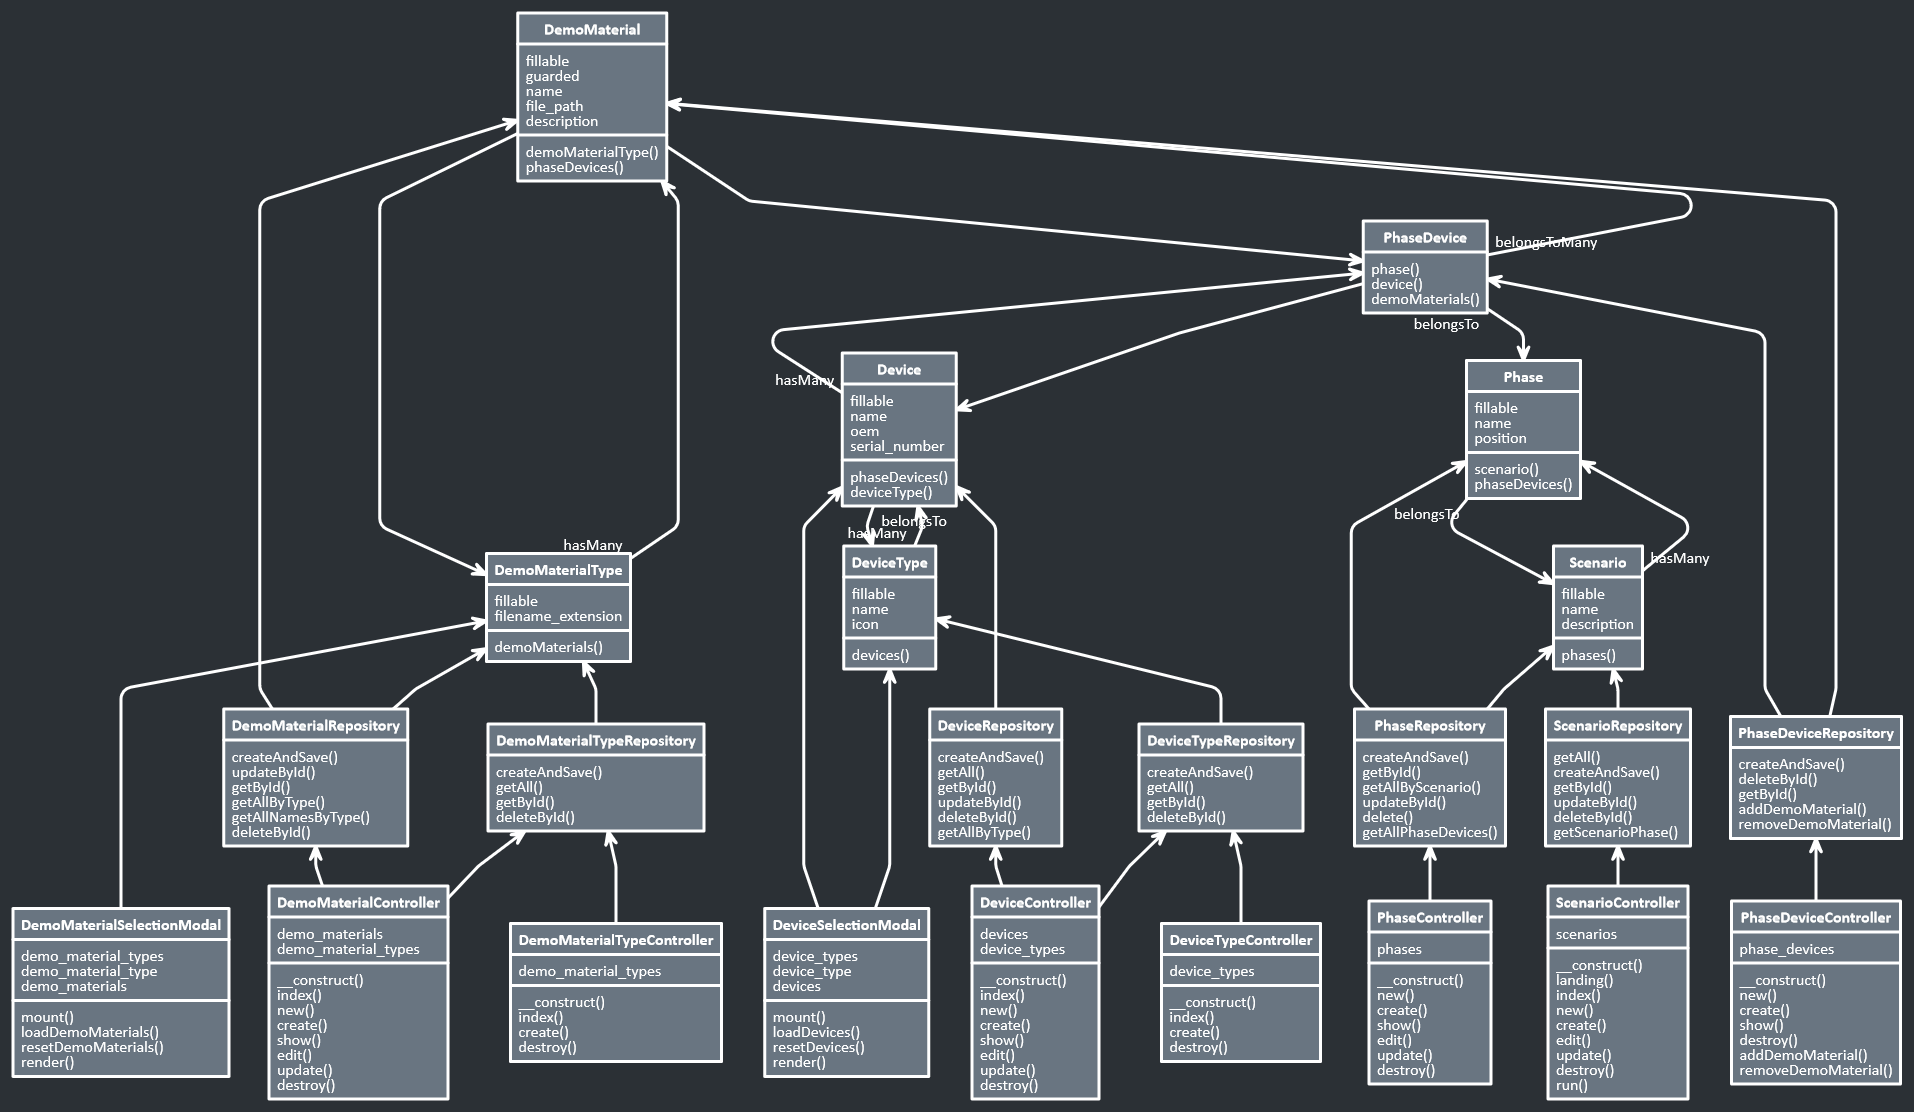 DemoMaterial
fillable
guarded
name
file_path
description
demoMaterialType()
phaseDevices()
PhaseDevice
phase()
device()
demoMaterials()
belongsToMany
belongsTo
Device
fillable
name
oem
serial_number
phaseDevices()
deviceType()
hasMany
Phase
fillable
name
position
scenario()
phaseDevices()
belongsTo
belongsTo
hasMany
hasMany
DemoMaterialType
fillable
filename_extension
demoMaterials()
DeviceType
fillable
name
icon
devices()
Scenario
fillable
name
description
phases()
hasMany
DemoMaterialRepository
createAndSave()
updateById()
getById()
getAllByType()
getAllNamesByType()
deleteById()
DemoMaterialTypeRepository
createAndSave()
getAll()
getById()
deleteById()
DeviceRepository
createAndSave()
getAll()
getById()
updateById()
deleteById()
getAllByType()
DeviceTypeRepository
createAndSave()
getAll()
getById()
deleteById()
PhaseRepository
createAndSave()
getById()
getAllByScenario()
updateById()
delete()
getAllPhaseDevices()
ScenarioRepository
getAll()
createAndSave()
getById()
updateById()
deleteById()
getScenarioPhase()
PhaseDeviceRepository
createAndSave()
deleteById()
getById()
addDemoMaterial()
removeDemoMaterial()
DemoMaterialSelectionModal
demo_material_types
demo_material_type
demo_materials
mount()
loadDemoMaterials()
resetDemoMaterials()
render()
DemoMaterialController
demo_materials
demo_material_types
__construct()
index()
new()
create()
show()
edit()
update()
destroy()
DemoMaterialTypeController
demo_material_types
__construct()
index()
create()
destroy()
DeviceSelectionModal
device_types
device_type
devices
mount()
loadDevices()
resetDevices()
render()
DeviceController
devices
device_types
__construct()
index()
new()
create()
show()
edit()
update()
destroy()
DeviceTypeController
device_types
__construct()
index()
create()
destroy()
PhaseController
phases
__construct()
new()
create()
show()
edit()
update()
destroy()
ScenarioController
scenarios
__construct()
landing()
index()
new()
create()
edit()
update()
destroy()
run()
PhaseDeviceController
phase_devices
__construct()
new()
create()
show()
destroy()
addDemoMaterial()
removeDemoMaterial()